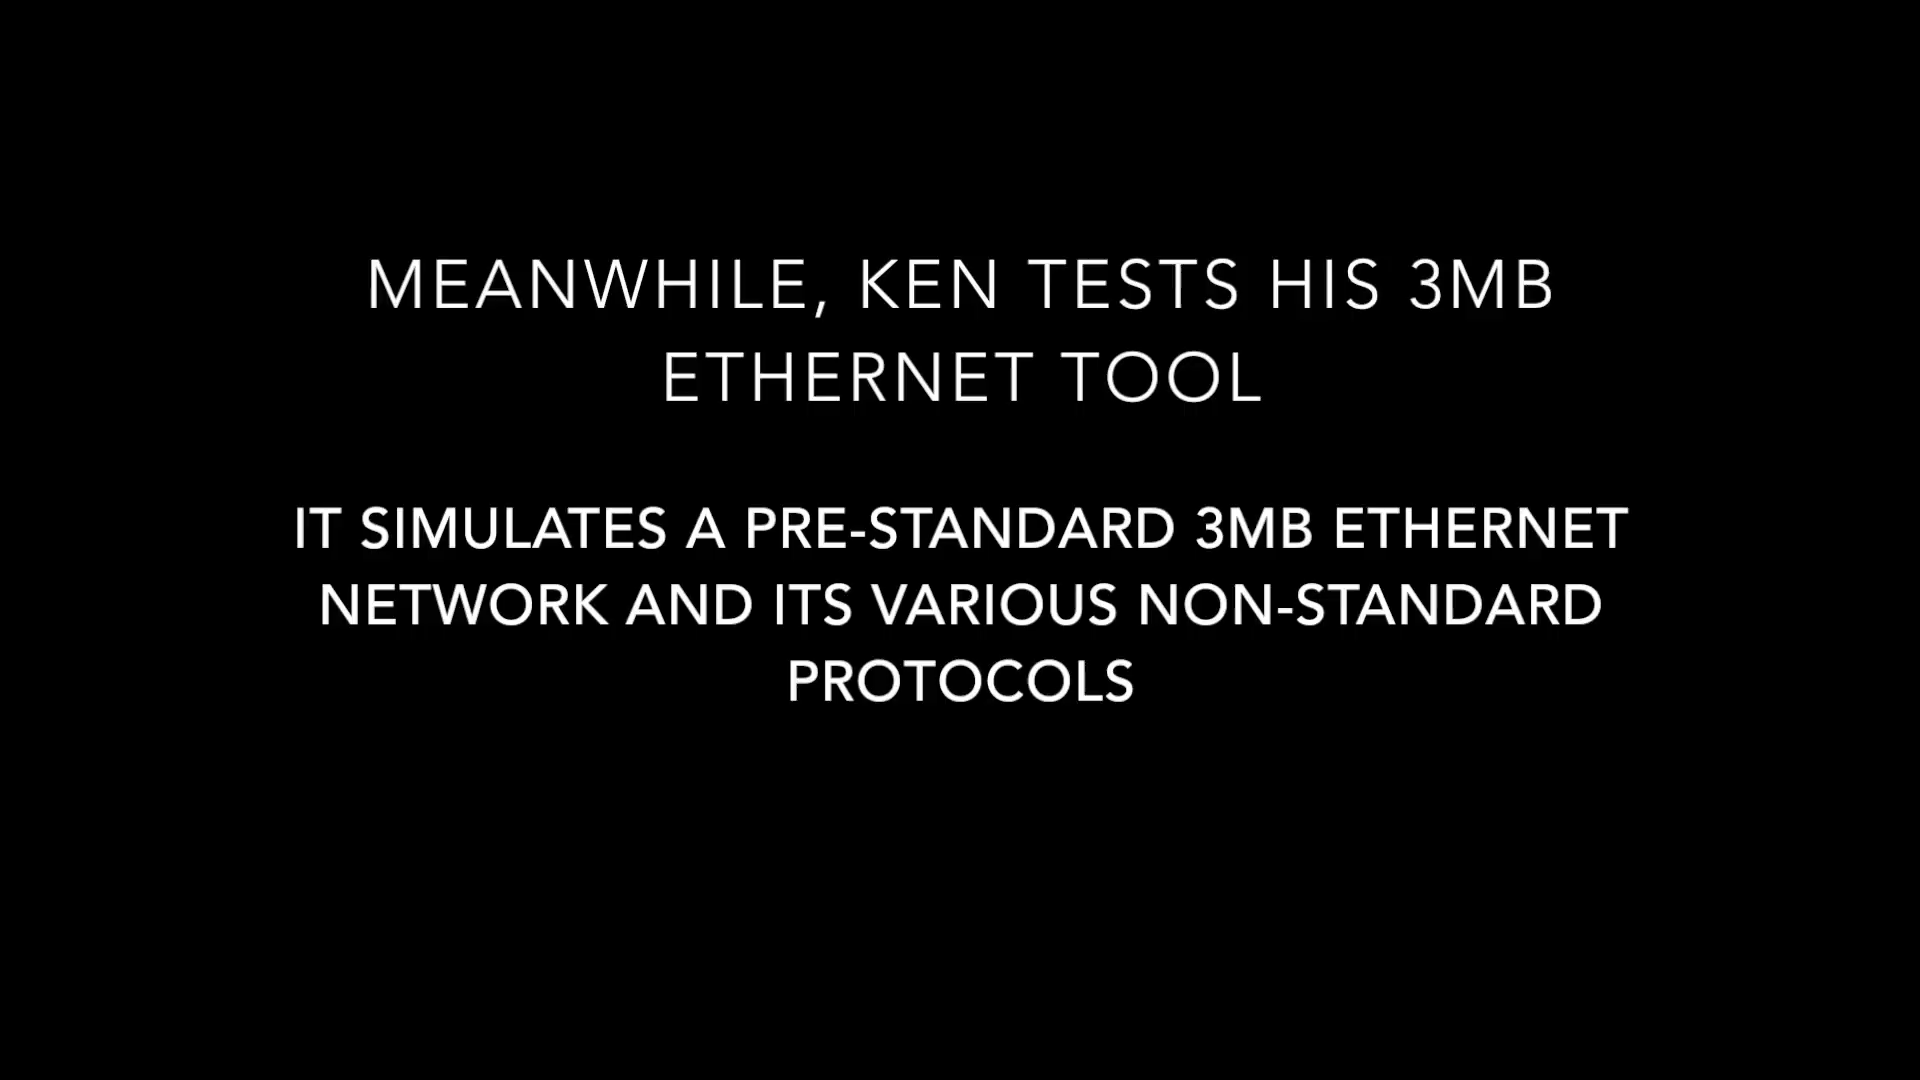 MEANWHILE, KEN TESTS HIS 3MB
ETHERNET TOOL
IT SIMULATES A PRE-STANDARD 3MB ETHERNET
NETWORK AND ITS VARIOUS NON-STANDARD
PROTOCOLS